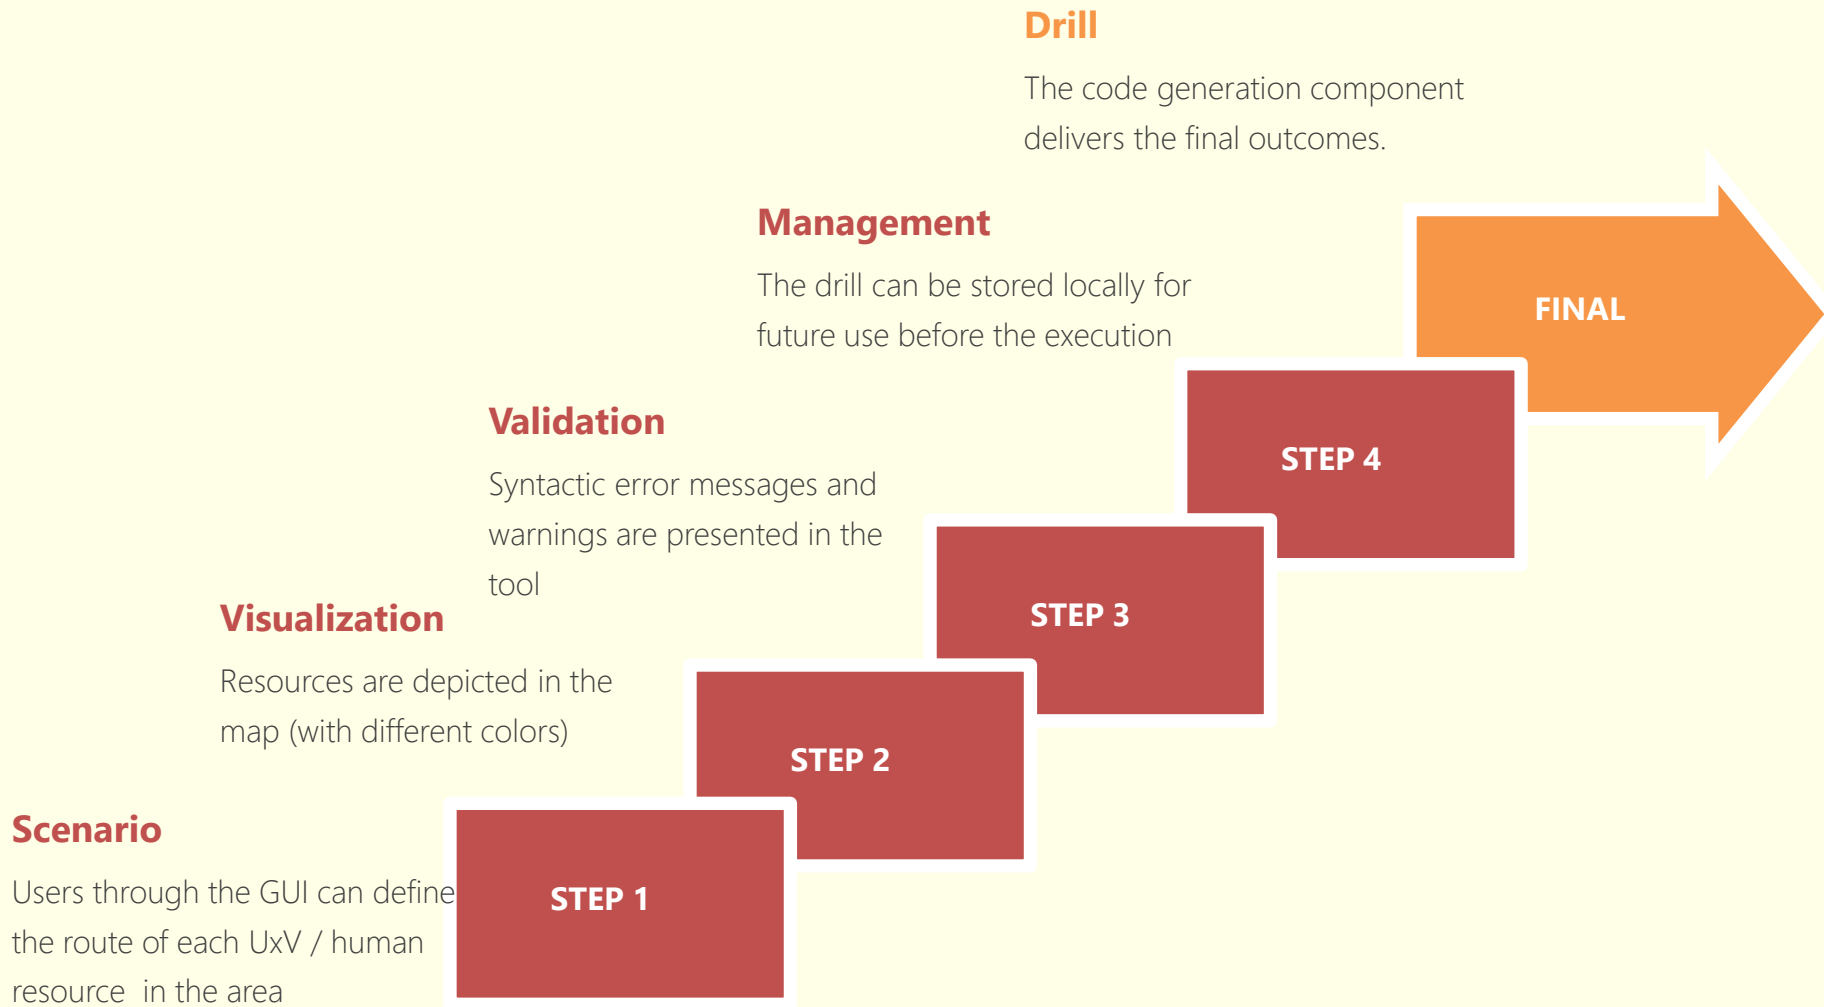 Drill
The code generation component
delivers the final outcomes.
Management
The drill can be stored locally for
future use before the execution
FINAL
Validation
Syntactic error messages and
warnings are presented in the
tool
STEP 4
Visualization
Resources are depicted in the
map (with different colors)
STEP 3
STEP 2
Scenario
Users through the GUI can define
the route of each UxV / human
resource  in the area
STEP 1